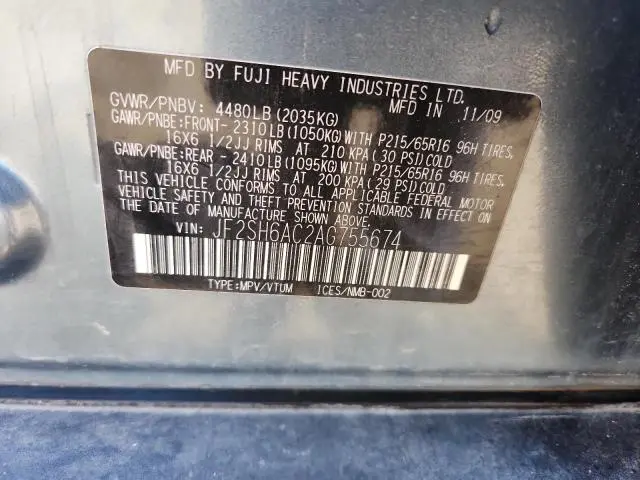 MFD BY FUJI HEAVY INDUSTRIES LTD.
GVWR/PNBV: 4480LB (2035KG) MFD IN 11/09
GAWR/PNBE:FRONT- 2310LB(1050KG)WITH P215/65R16 96H TIRES,
16X6 1/2JJ RIMS AT 210 KPA(30 PSI)COLD
GAWR/PNBE:REAR - 2410LB(1095KG)WITH P215/65R16 96H TIRES,
16X6 1/2JJ RIMS AT 200 KPA(29 PSI)COLD
THIS VEHICLE CONFORMS TO ALL APPLICABLE FEDERAL MOTOR
VEHICLE SAFETY AND THEFT PREVENTION STANDARDS IN EFFECT ON
THE DATE OF MANUFACTURE SHOWN ABOVE.
VIN: JF2SH6AC2AG755674
TYPE:MPV/VTUM ICES/NMB-002